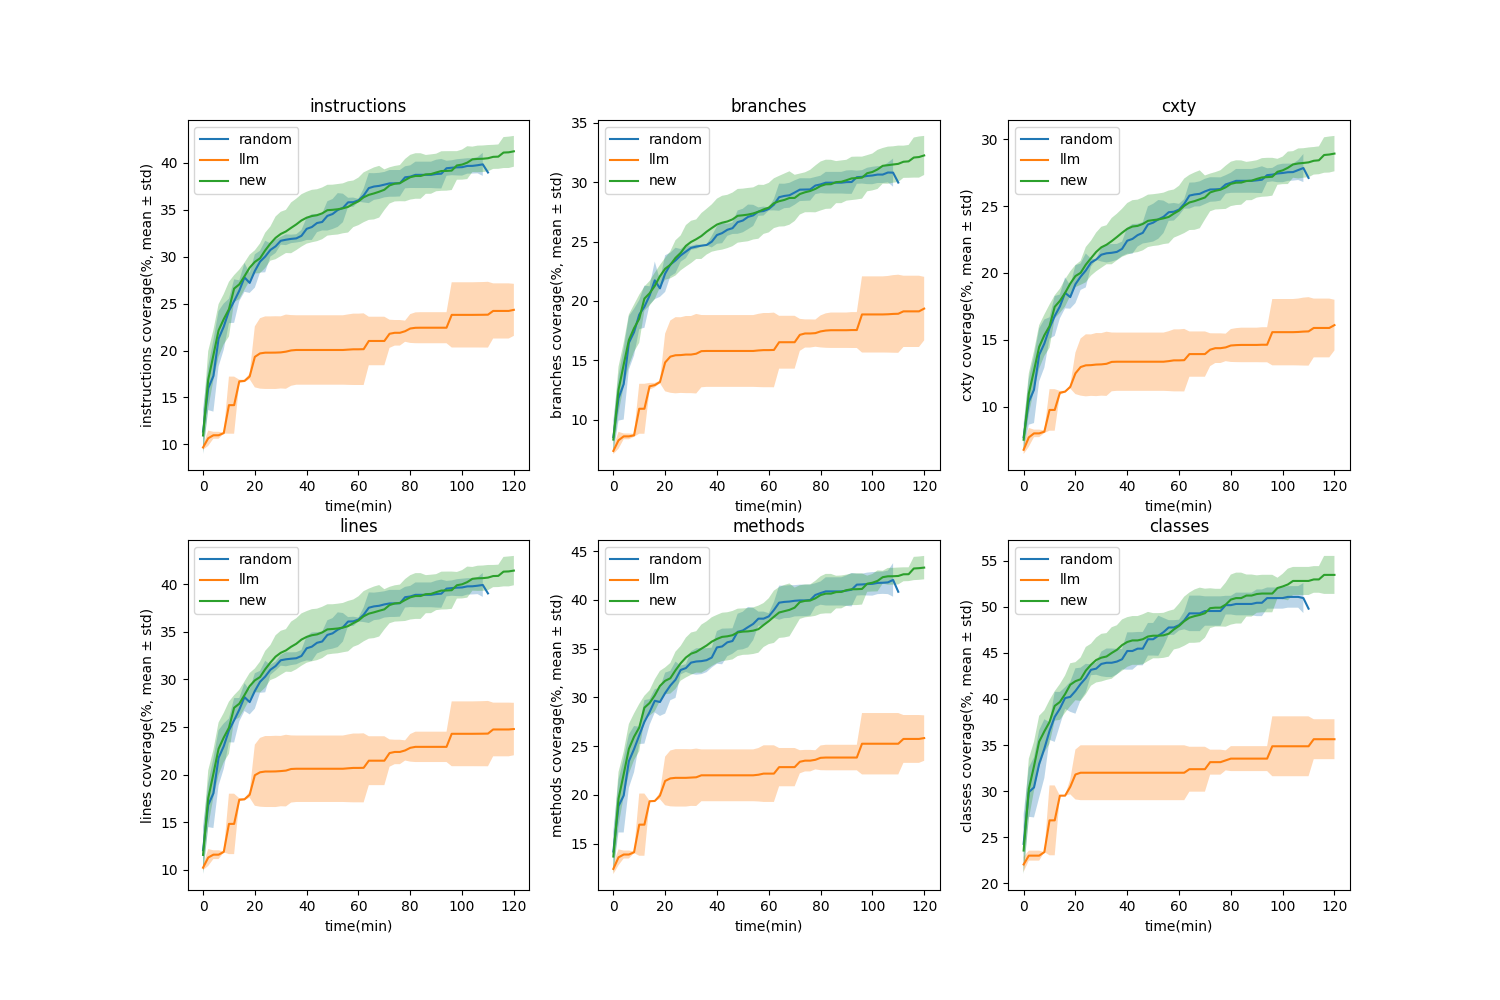 instructions
instructions coverage(%, mean ± std)
40
35
30
25
20
15
10
random
llm
new
0 20 40 60 80 100 120
time(min)
branches
branches coverage(%, mean ± std)
35
30
25
20
15
10
random
llm
new
0 20 40 60 80 100 120
time(min)
cxty
cxty coverage(%, mean ± std)
30
25
20
15
10
random
llm
new
0 20 40 60 80 100 120
time(min)
lines
lines coverage(%, mean ± std)
40
35
30
25
20
15
10
random
llm
new
0 20 40 60 80 100 120
time(min)
methods
methods coverage(%, mean ± std)
45
40
35
30
25
20
15
random
llm
new
0 20 40 60 80 100 120
time(min)
classes
classes coverage(%, mean ± std)
55
50
45
40
35
30
25
20
random
llm
new
0 20 40 60 80 100 120
time(min)